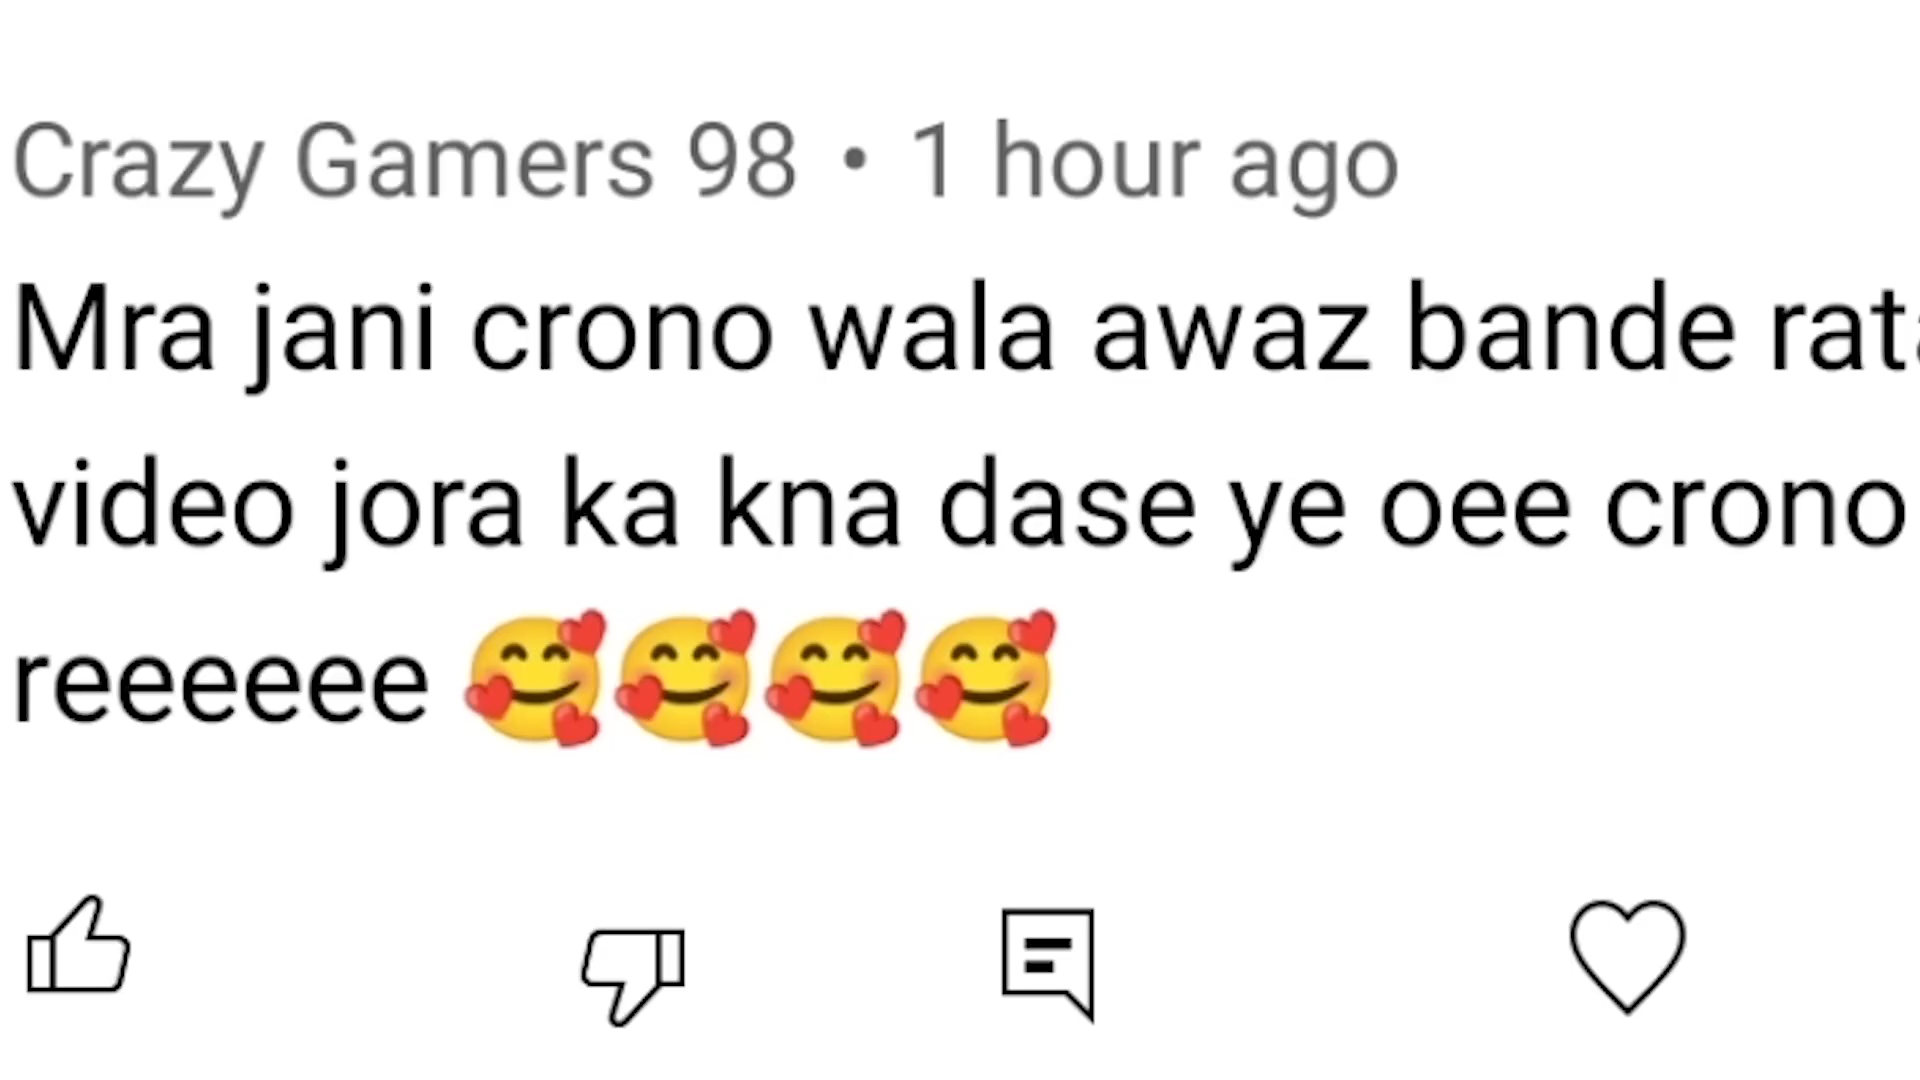 Crazy Gamers 98 • 1 hour ago
Mra jani crono wala awaz bande
video jora ka kna dase ye oee crono
reeeeee 🥰🥰🥰🥰